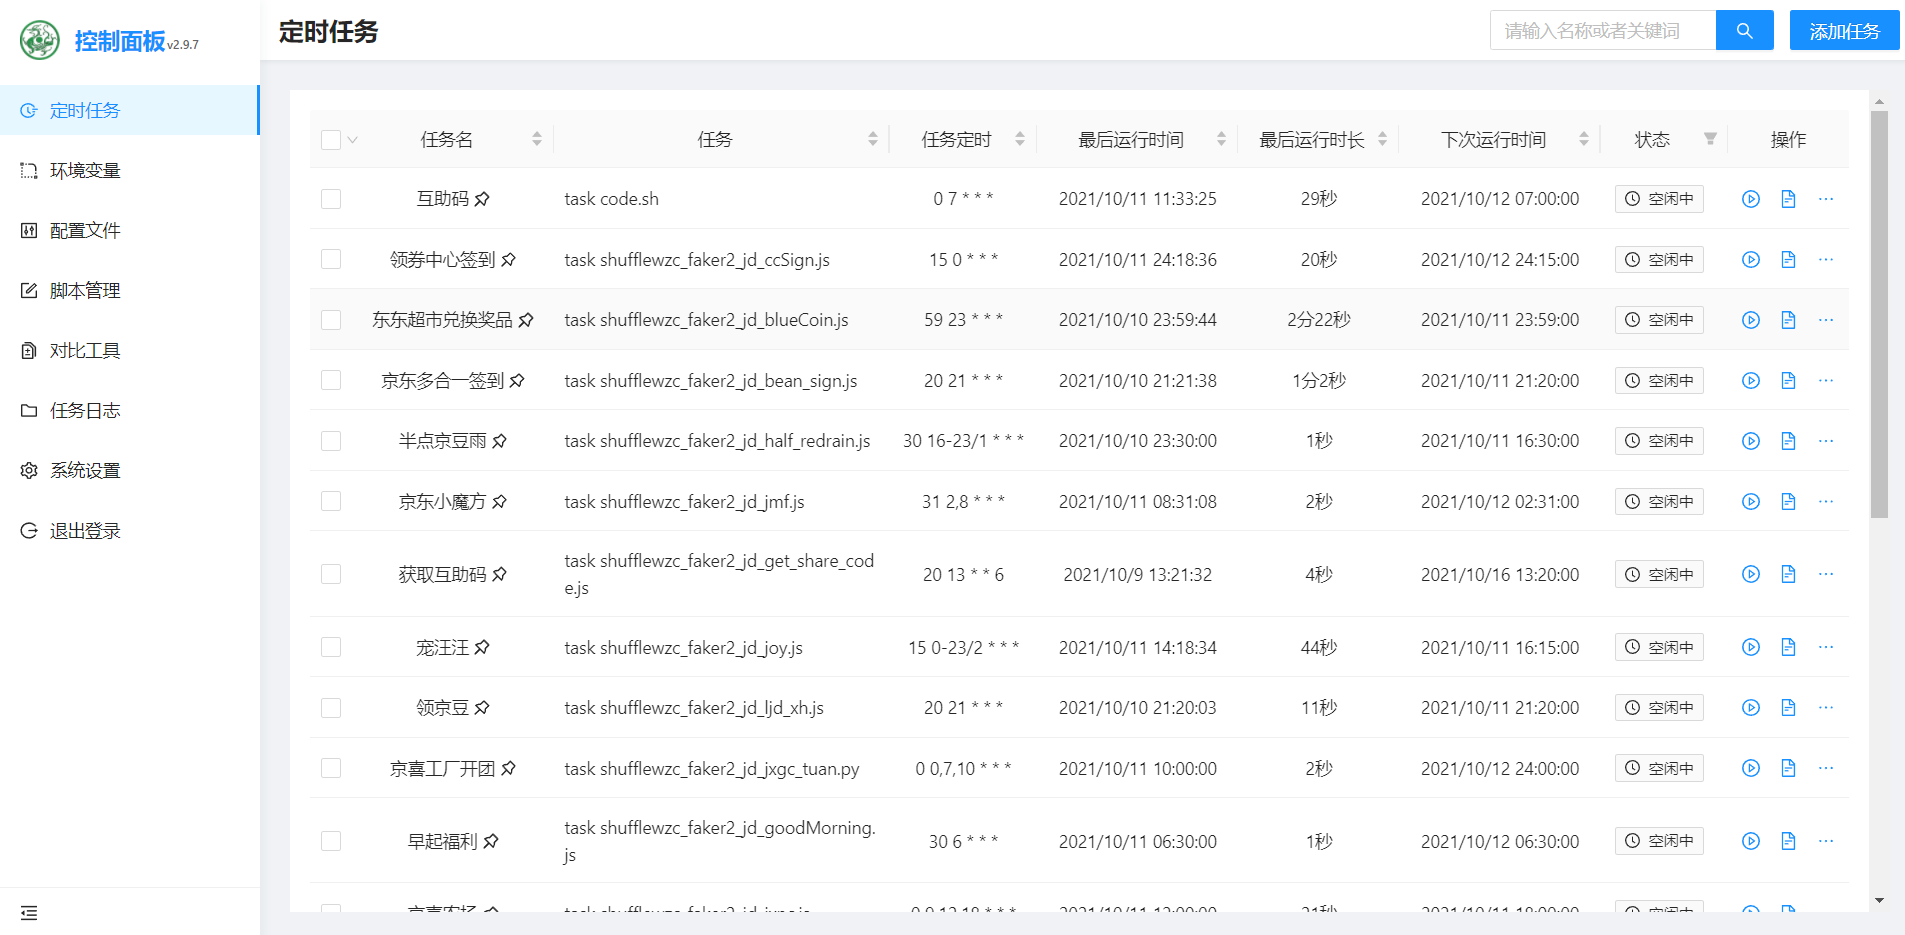 控制面板 v2.9.7
定时任务
环境变量
配置文件
脚本管理
对比工具
任务日志
系统设置
退出登录
定时任务
请输入名称或者关键词
添加任务
任务名 任务 任务定时 最后运行时间 最后运行时长 下次运行时间 状态 操作
互助码 task code.sh 0 7 * * * 2021/10/11 11:33:25 29秒 2021/10/12 07:00:00 空闲中 ···
领券中心签到 task shufflewzc_faker2_jd_ccSign.js 15 0 * * * 2021/10/11 24:18:36 20秒 2021/10/12 24:15:00 空闲中 ···
东东超市兑换奖品 task shufflewzc_faker2_jd_blueCoin.js 59 23 * * * 2021/10/10 23:59:44 2分22秒 2021/10/11 23:59:00 空闲中 ···
京东多合一签到 task shufflewzc_faker2_jd_bean_sign.js 20 21 * * * 2021/10/10 21:21:38 1分2秒 2021/10/11 21:20:00 空闲中 ···
半点京豆雨 task shufflewzc_faker2_jd_half_redrain.js 30 16-23/1 * * * 2021/10/10 23:30:00 1秒 2021/10/11 16:30:00 空闲中 ···
京东小魔方 task shufflewzc_faker2_jd_jmf.js 31 2,8 * * * 2021/10/11 08:31:08 2秒 2021/10/12 02:31:00 空闲中 ···
获取互助码 task shufflewzc_faker2_jd_get_share_cod
e.js 20 13 * * 6 2021/10/9 13:21:32 4秒 2021/10/16 13:20:00 空闲中 ···
宠汪汪 task shufflewzc_faker2_jd_joy.js 15 0-23/2 * * * 2021/10/11 14:18:34 44秒 2021/10/11 16:15:00 空闲中 ···
领京豆 task shufflewzc_faker2_jd_ljd_xh.js 20 21 * * * 2021/10/10 21:20:03 11秒 2021/10/11 21:20:00 空闲中 ···
京喜工厂开团 task shufflewzc_faker2_jd_jxgc_tuan.py 0 0,7,10 * * * 2021/10/11 10:00:00 2秒 2021/10/12 24:00:00 空闲中 ···
早起福利 task shufflewzc_faker2_jd_goodMorning.
js 30 6 * * * 2021/10/11 06:30:00 1秒 2021/10/12 06:30:00 空闲中 ···